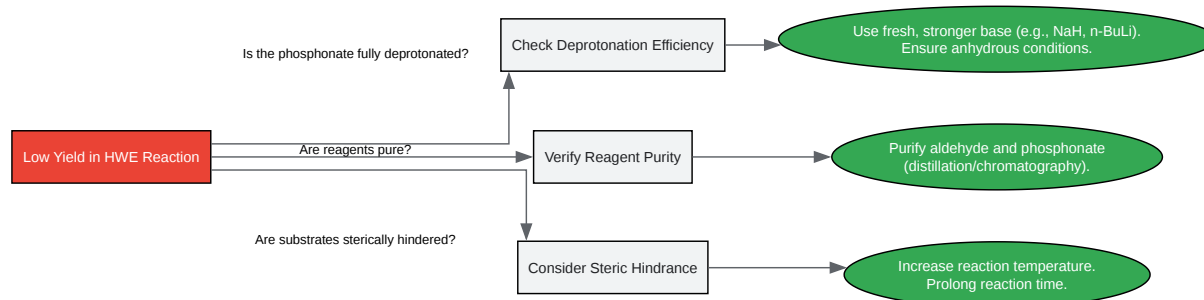 Is the phosphonate fully deprotonated?
Check Deprotonation Efficiency
Use fresh, stronger base (e.g., NaH, n-BuLi).
Ensure anhydrous conditions.
Low Yield in HWE Reaction
Are reagents pure?
Verify Reagent Purity
Purify aldehyde and phosphonate
(distillation/chromatography).
Are substrates sterically hindered?
Consider Steric Hindrance
Increase reaction temperature.
Prolong reaction time.